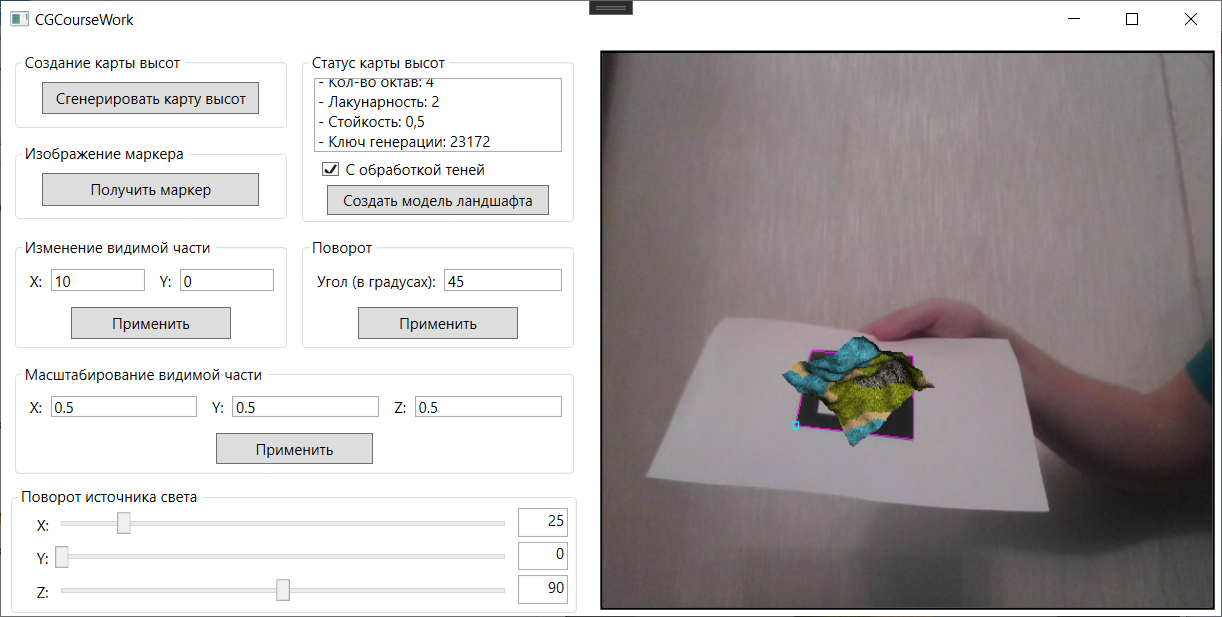 CGCourseWork
Создание карты высот
Сгенерировать карту высот
Изображение маркера
Получить маркер
Статус карты высот
- Кол-во октав: 4
- Лакунарность: 2
- Стойкость: 0,5
- Ключ генерации: 23172
С обработкой теней
Создать модель ландшафта
Изменение видимой части
X: 10 Y: 0
Применить
Поворот
Угол (в градусах): 45
Применить
Масштабирование видимой части
X: 0.5 Y: 0.5 Z: 0.5
Применить
Поворот источника света
X: 25
Y: 0
Z: 90